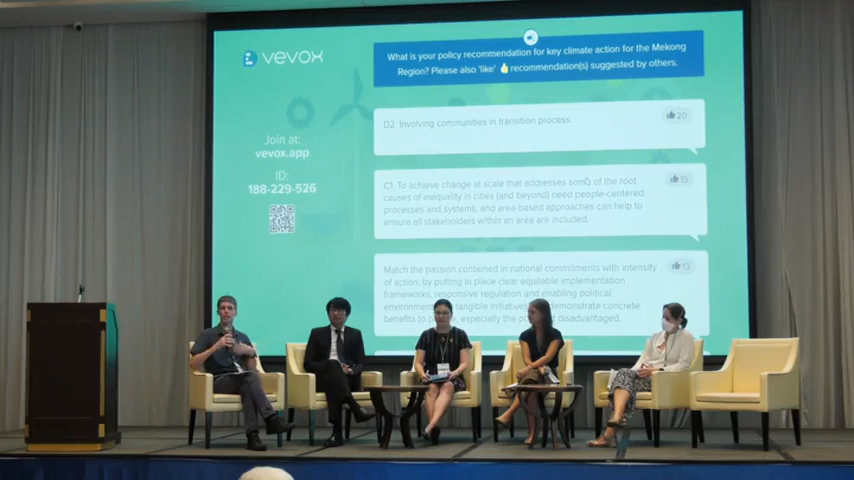 vevox
What is your policy recommendation for key climate action for the Mekong
Region? Please also 'like' 👍 recommendation(s) suggested by others.
D2: Involving communities in transition process.
20
Join at:
vevox.app
ID:
188-229-526
C1: To achieve change at scale that addresses some of the root
causes of inequality in cities (and beyond) need people-centered
processes and systems, and area-based approaches can help to
ensure all stakeholders within an area are included.
15
Match the passion contained in national commitments with intensity
of action, by putting in place clear equitable implementation
frameworks, responsive regulation and enabling political
environments tangible initiatives demonstrate concrete
benefits to especially the disadvantaged.
13